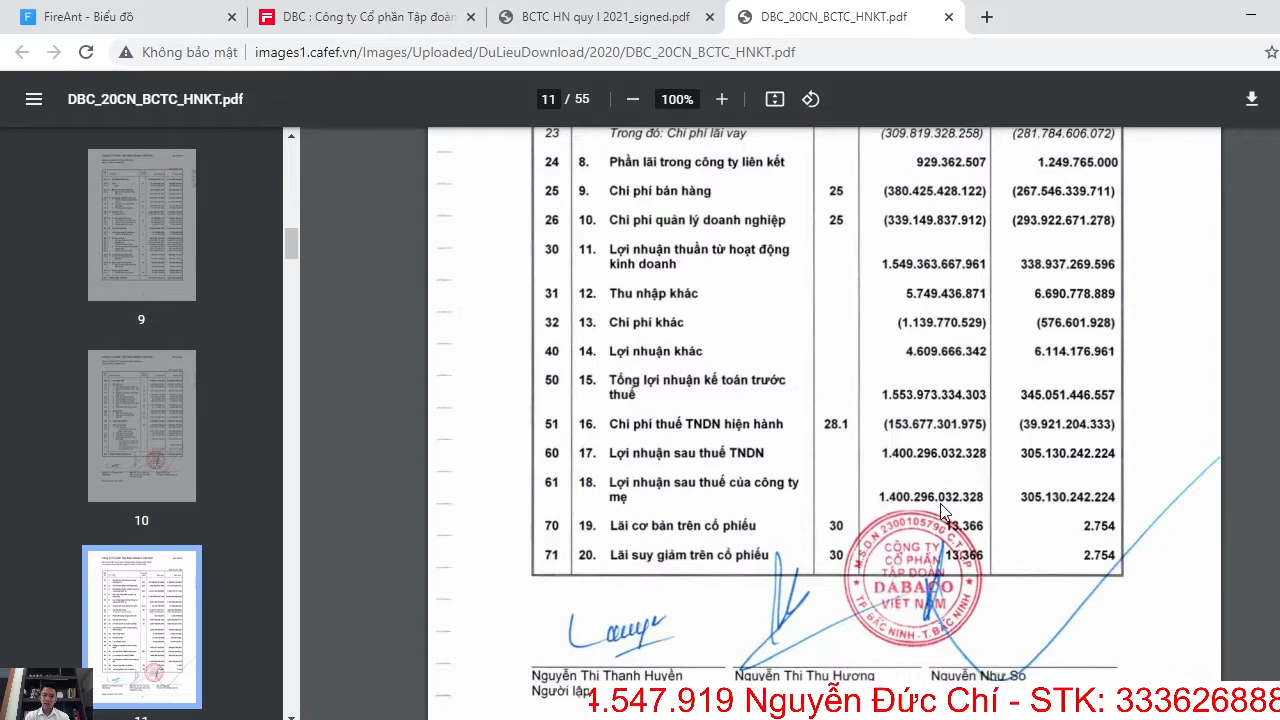 FireAnt - Biểu đồ
DBC : Công ty Cổ phần Tập đoàn
BCTC HN quy I 2021_signed.pdf
DBC_20CN_BCTC_HNKT.pdf
Không bảo mật
images1.cafef.vn/Images/Uploaded/DuLieuDownload/2020/DBC_20CN_BCTC_HNKT.pdf
DBC_20CN_BCTC_HNKT.pdf
11 / 55
100%
9
10
23 Trong đó: Chi phí lãi vay (309.819.328.258) (281.784.606.072)
24 8. Phần lãi trong công ty liên kết 929.362.507 1.249.765.000
25 9. Chi phí bán hàng 25 (380.425.428.122) (267.546.339.711)
26 10. Chi phí quản lý doanh nghiệp 25 (339.149.837.912) (293.922.671.278)
30 11. Lợi nhuận thuần từ hoạt động
kinh doanh 1.549.363.667.961 338.937.269.596
31 12. Thu nhập khác 5.749.436.871 6.690.778.889
32 13. Chi phí khác (1.139.770.529) (576.601.928)
40 14. Lợi nhuận khác 4.609.666.342 6.114.176.961
50 15. Tổng lợi nhuận kế toán trước
thuế 1.553.973.334.303 345.051.446.557
51 16. Chi phí thuế TNDN hiện hành 28.1 (153.677.301.975) (39.921.204.333)
60 17. Lợi nhuận sau thuế TNDN 1.400.296.032.328 305.130.242.224
61 18. Lợi nhuận sau thuế của công ty
mẹ 1.400.296.032.328 305.130.242.224
70 19. Lãi cơ bản trên cổ phiếu 30 13.366 2.754
71 20. Lãi suy giảm trên cổ phiếu 30 13.366 2.754
M.S.D.N: 2300105790
CÔNG TY
CỔ PHẦN
TẬP ĐOÀN
DABACO
VIỆT NAM
Thanh Huyền
Nguyễn Thị Thu Hương
Nguyễn Như So
Người lập
4.547.919 Nguyễn Đức Chí - STK: 333626888